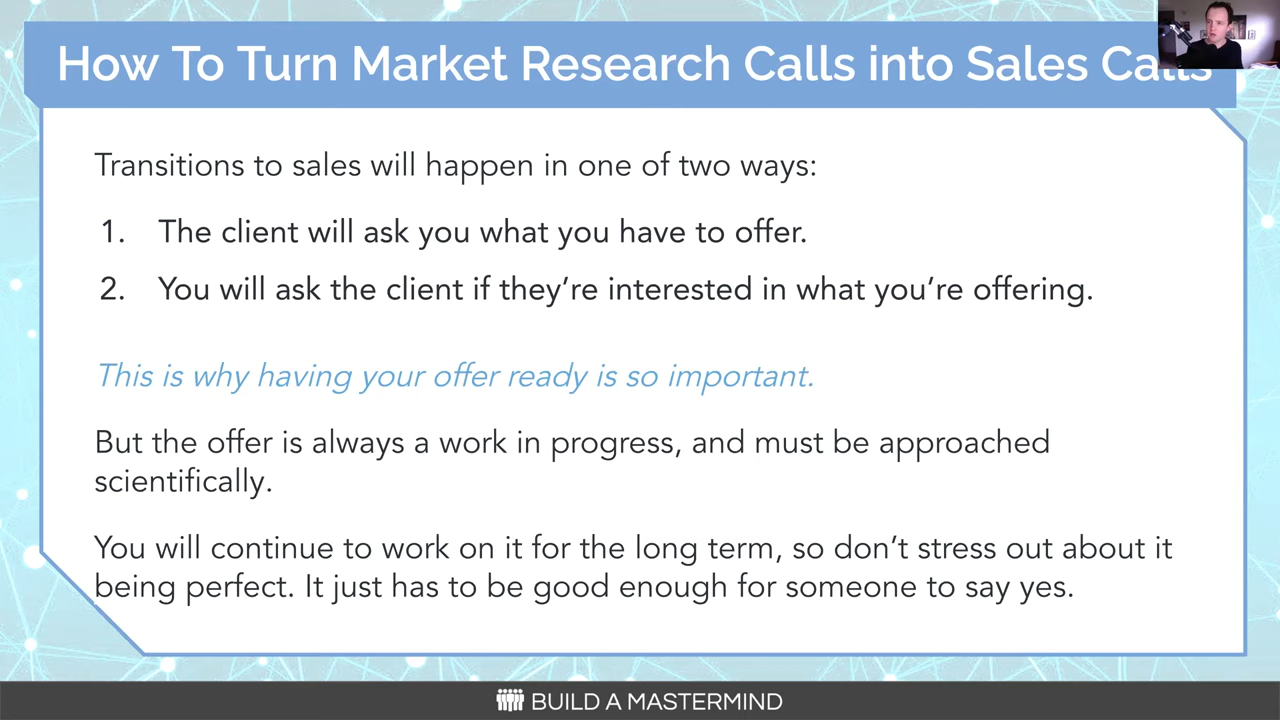 How To Turn Market Research Calls into Sales Calls
Transitions to sales will happen in one of two ways:
1. The client will ask you what you have to offer.
2. You will ask the client if they’re interested in what you’re offering.
This is why having your offer ready is so important.
But the offer is always a work in progress, and must be approached
scientifically.
You will continue to work on it for the long term, so don’t stress out about it
being perfect. It just has to be good enough for someone to say yes.
BUILD A MASTERMIND